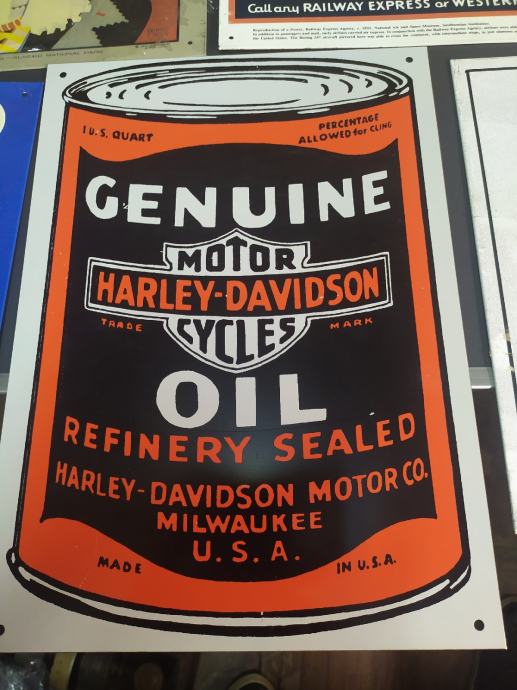 Call any RAILWAY EXPRESS or WESTER
1 U.S. QUART
PERCENTAGE
ALLOWED for CLING
GENUINE
MOTOR
HARLEY-DAVIDSON
TRADE MARK
CYCLES
OIL
REFINERY SEALED
HARLEY-DAVIDSON MOTOR CO.
MILWAUKEE
U.S.A.
MADE IN U.S.A.